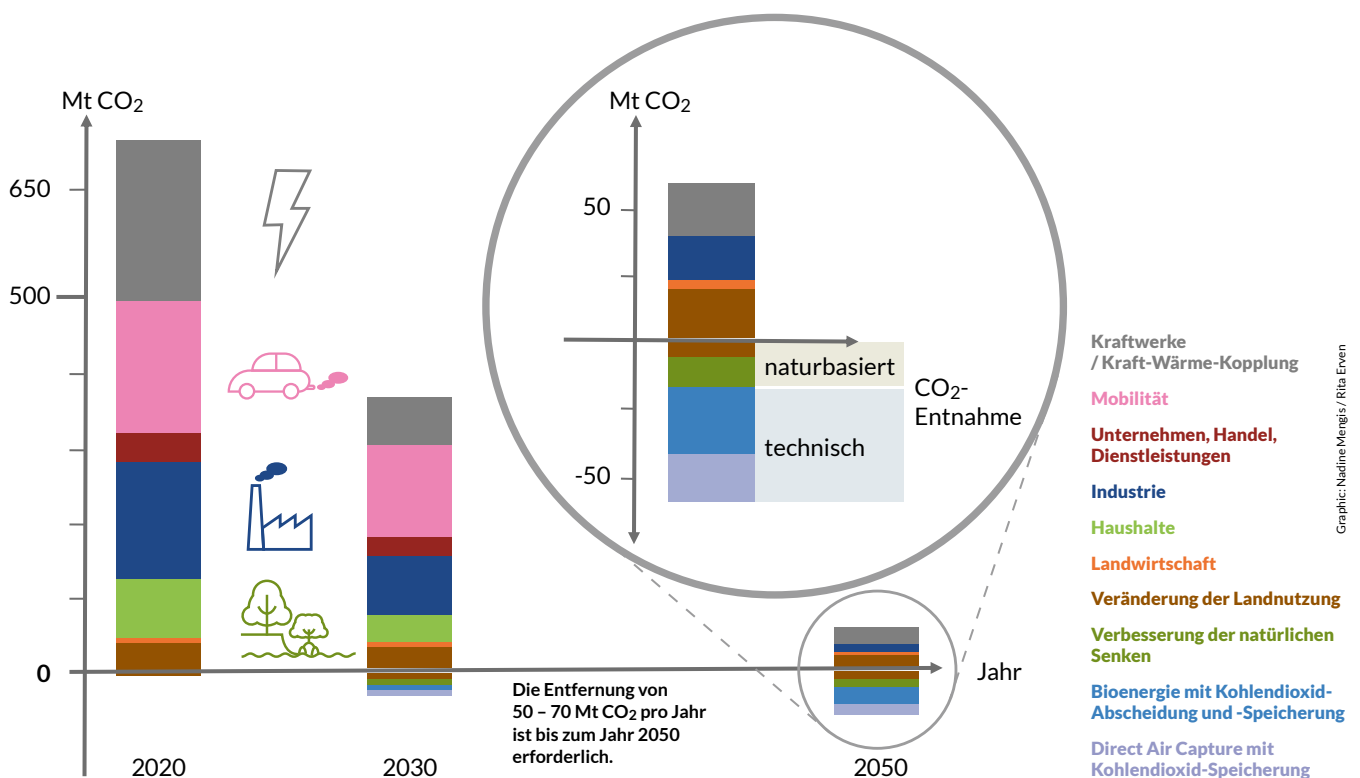 Mt CO2
650
500
0
2020
2030
2050
Jahr
Die Entfernung von
50 – 70 Mt CO2 pro Jahr
ist bis zum Jahr 2050
erforderlich.
Mt CO2
50
-50
naturbasiert
technisch
CO2-
Entnahme
Kraftwerke
/ Kraft-Wärme-Kopplung
Mobilität
Unternehmen, Handel,
Dienstleistungen
Industrie
Haushalte
Landwirtschaft
Veränderung der Landnutzung
Verbesserung der natürlichen
Senken
Bioenergie mit Kohlendioxid-
Abscheidung und -Speicherung
Direct Air Capture mit
Kohlendioxid-Speicherung
Graphic: Nadine Mengis / Rita Erven